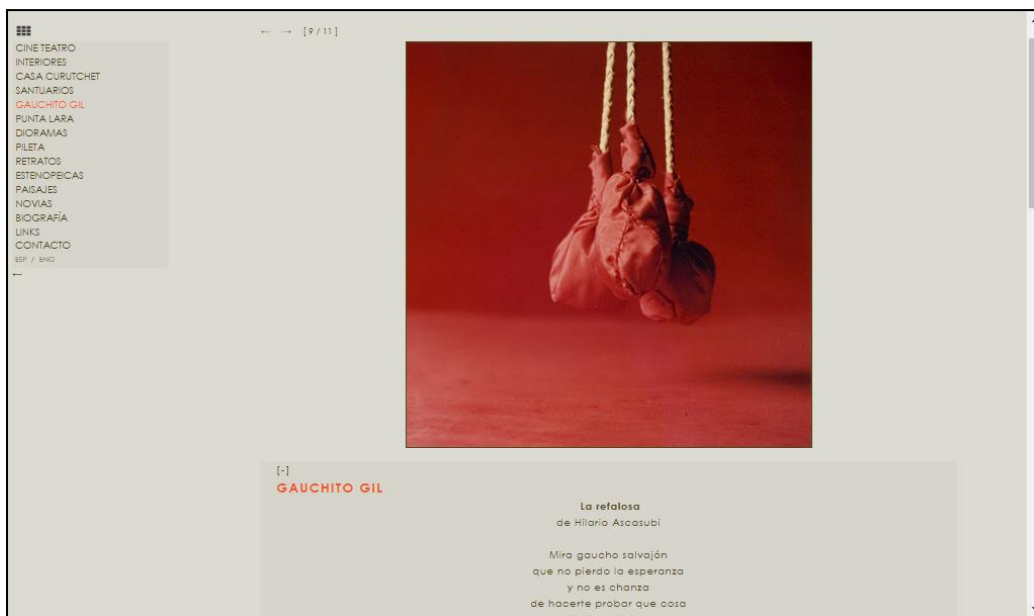 ← → [ 9 / 11 ]
CINE TEATRO
INTERIORES
CASA CURUTCHET
SANTUARIOS
GAUCHITO GIL
PUNTA LARA
DIORAMAS
PILETA
RETRATOS
ESTENOPEICAS
PAISAJES
NOVIAS
BIOGRAFÍA
LINKS
CONTACTO
ESP / ENG
←
[-]
GAUCHITO GIL
La refalosa
de Hilario Ascasubi
Mira gaucho salvajón
que no pierdo la esperanza
y no es chanza
de hacerte probar que cosa